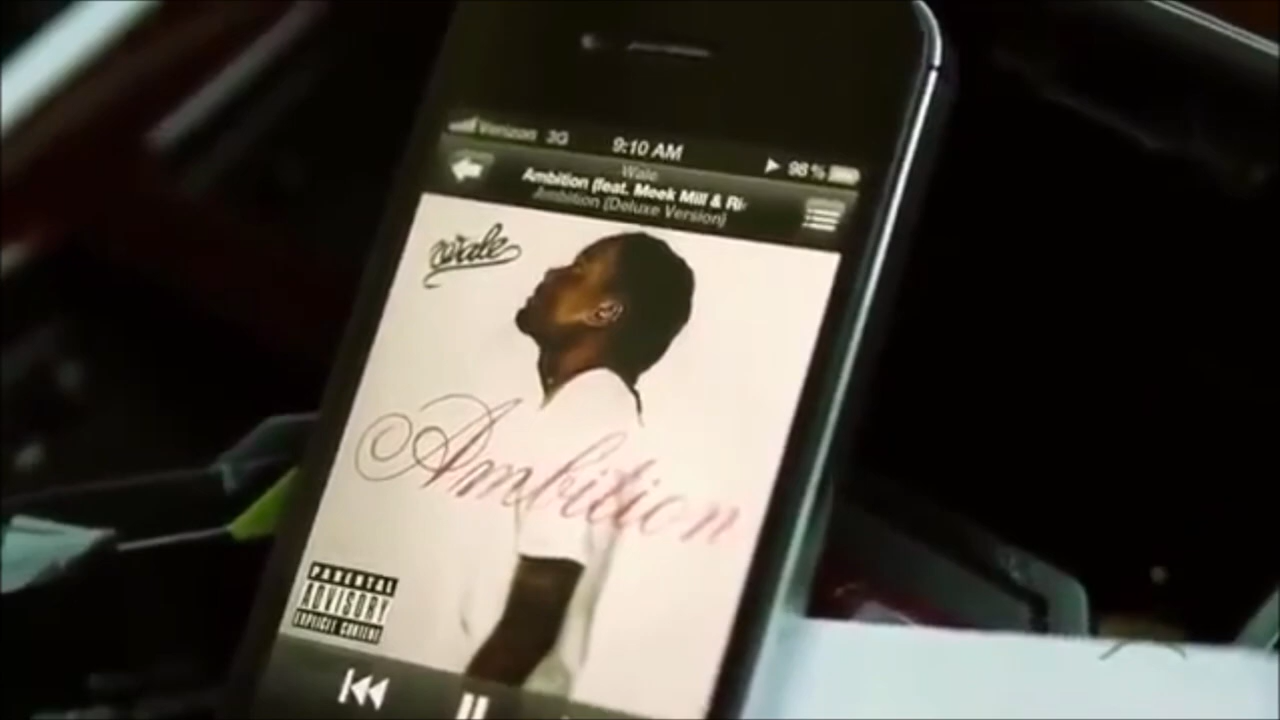 Verizon 3G 9:10 AM 98%
Wale
Ambition (feat. Meek Mill & Ri
Ambition (Deluxe Version)
Wale
Ambition
PARENTAL
ADVISORY
EXPLICIT CONTENT